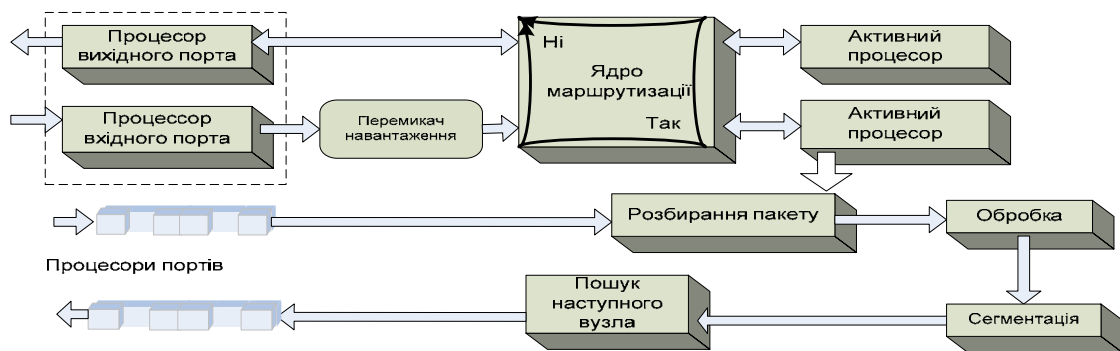 Процесор
вихідного порта
Ні
Ядро
маршрутизації
Так
Активний
процесор
Процессор
вхідного порта
Перемикач
навантаження
Активний
процесор
Розбирання пакету
Обробка
Процесори портів
Пошук
наступного
вузла
Сегментація